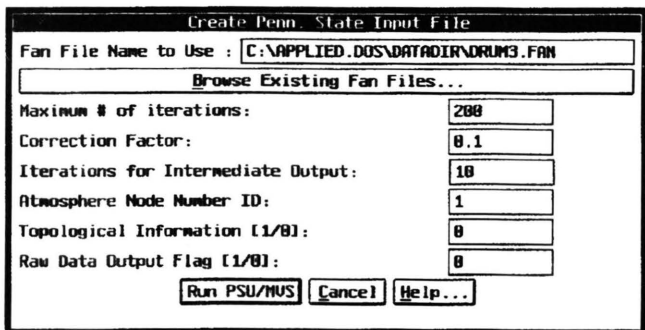 Create Penn. State Input File
Fan File Name to Use : C:\APPLIED.DOS\DATADIR\DRUM3.FAN
Browse Existing Fan Files...
Maximum # of iterations: 200
Correction Factor: 0.1
Iterations for Intermediate Output: 10
Atmosphere Node Number ID: 1
Topological Information [1/0]: 0
Raw Data Output Flag [1/0]: 0
Run PSU/MVS Cancel Help...